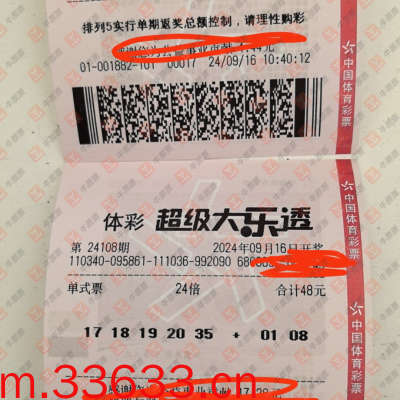 排列5实行单期返奖总额控制，请理性购彩
01-001882-101 00017 24/09/16 10:40:12
中国体育彩票
体彩 超级大乐透
第 24108期 2024年09月16日开奖
110340-095861-111036-992090
单式票 24倍 合计48元
17 18 19 20 35 + 01 08
中国体育彩票
m.33633.cn